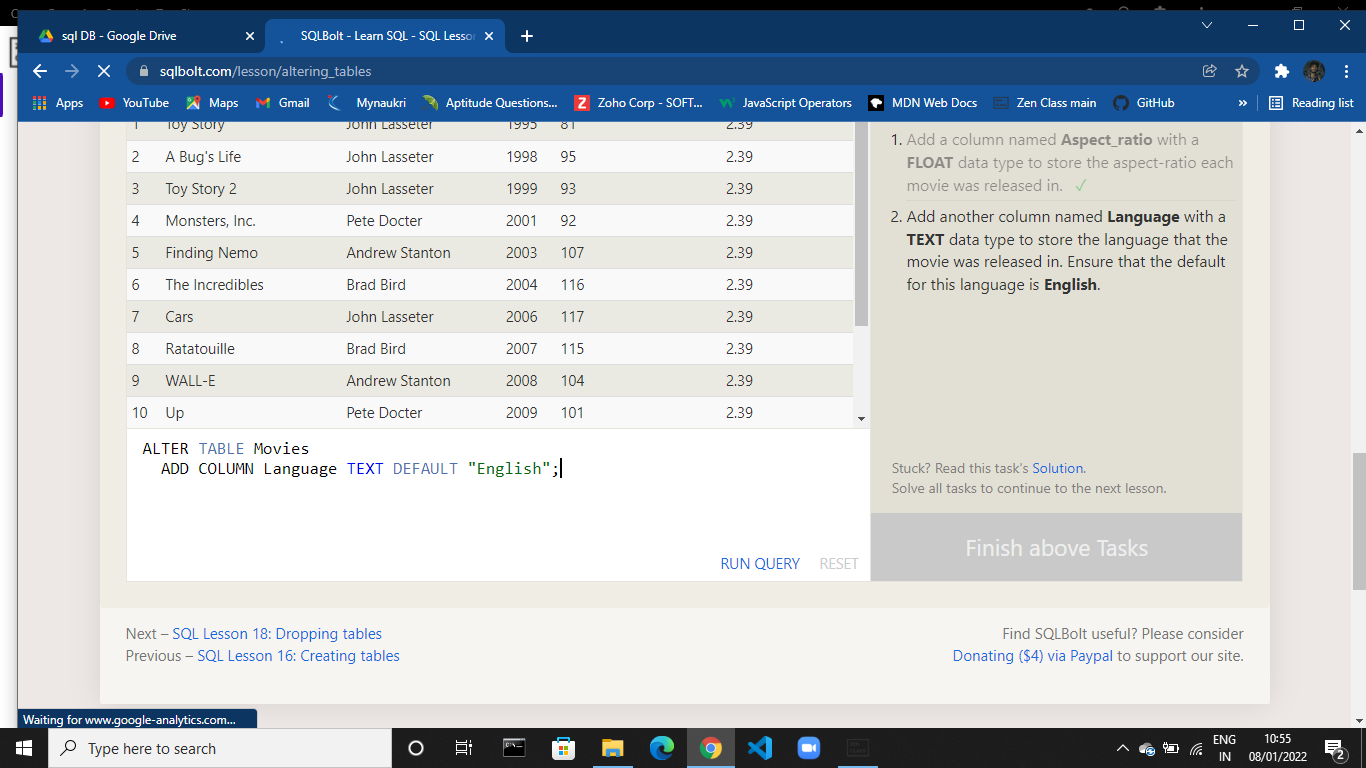 sql DB - Google Drive
SQLBolt - Learn SQL - SQL Lesson
sqlbolt.com/lesson/altering_tables
Apps YouTube Maps Gmail Mynaukri Aptitude Questions... Zoho Corp - SOFT... JavaScript Operators MDN Web Docs Zen Class main GitHub » Reading list
1 Toy Story John Lasseter 1995 81 2.39
2 A Bug's Life John Lasseter 1998 95 2.39
3 Toy Story 2 John Lasseter 1999 93 2.39
4 Monsters, Inc. Pete Docter 2001 92 2.39
5 Finding Nemo Andrew Stanton 2003 107 2.39
6 The Incredibles Brad Bird 2004 116 2.39
7 Cars John Lasseter 2006 117 2.39
8 Ratatouille Brad Bird 2007 115 2.39
9 WALL-E Andrew Stanton 2008 104 2.39
10 Up Pete Docter 2009 101 2.39
ALTER TABLE Movies
ADD COLUMN Language TEXT DEFAULT "English";
RUN QUERY RESET
1. Add a column named Aspect_ratio with a
FLOAT data type to store the aspect-ratio each
movie was released in. ✓
2. Add another column named Language with a
TEXT data type to store the language that the
movie was released in. Ensure that the default
for this language is English.
Stuck? Read this task's Solution.
Solve all tasks to continue to the next lesson.
Finish above Tasks
Next – SQL Lesson 18: Dropping tables
Previous – SQL Lesson 16: Creating tables
Find SQLBolt useful? Please consider
Donating ($4) via Paypal to support our site.
Waiting for www.google-analytics.com...
Type here to search
ENG
IN
10:55
08/01/2022
2